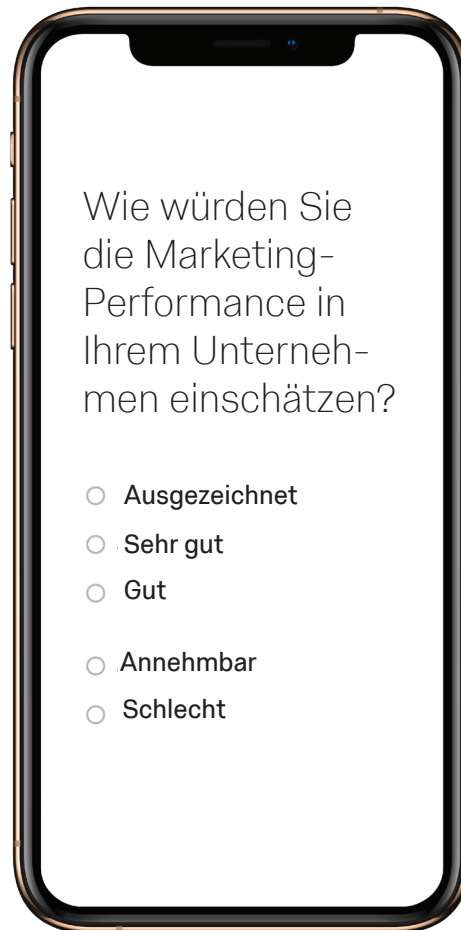 Wie würden Sie
die Marketing-
Performance in
Ihrem Unterneh-
men einschätzen?
Ausgezeichnet
Sehr gut
Gut
Annehmbar
Schlecht